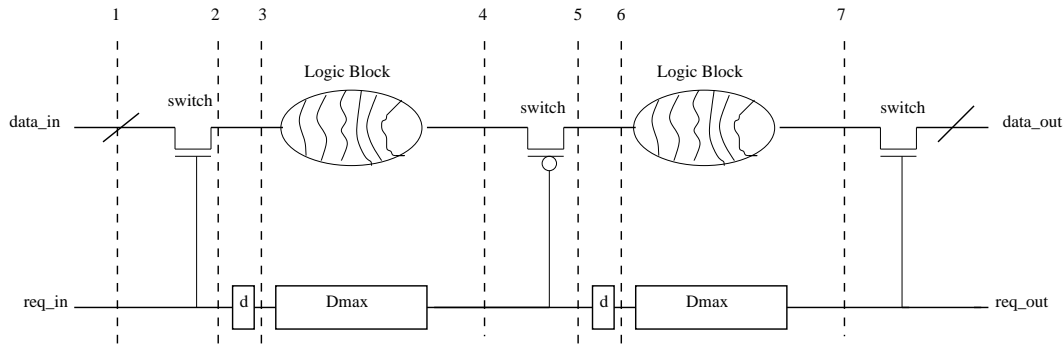 1 2 3 4 5 6 7
Logic Block Logic Block
switch switch switch
data_in data_out
req_in d Dmax d Dmax req_out